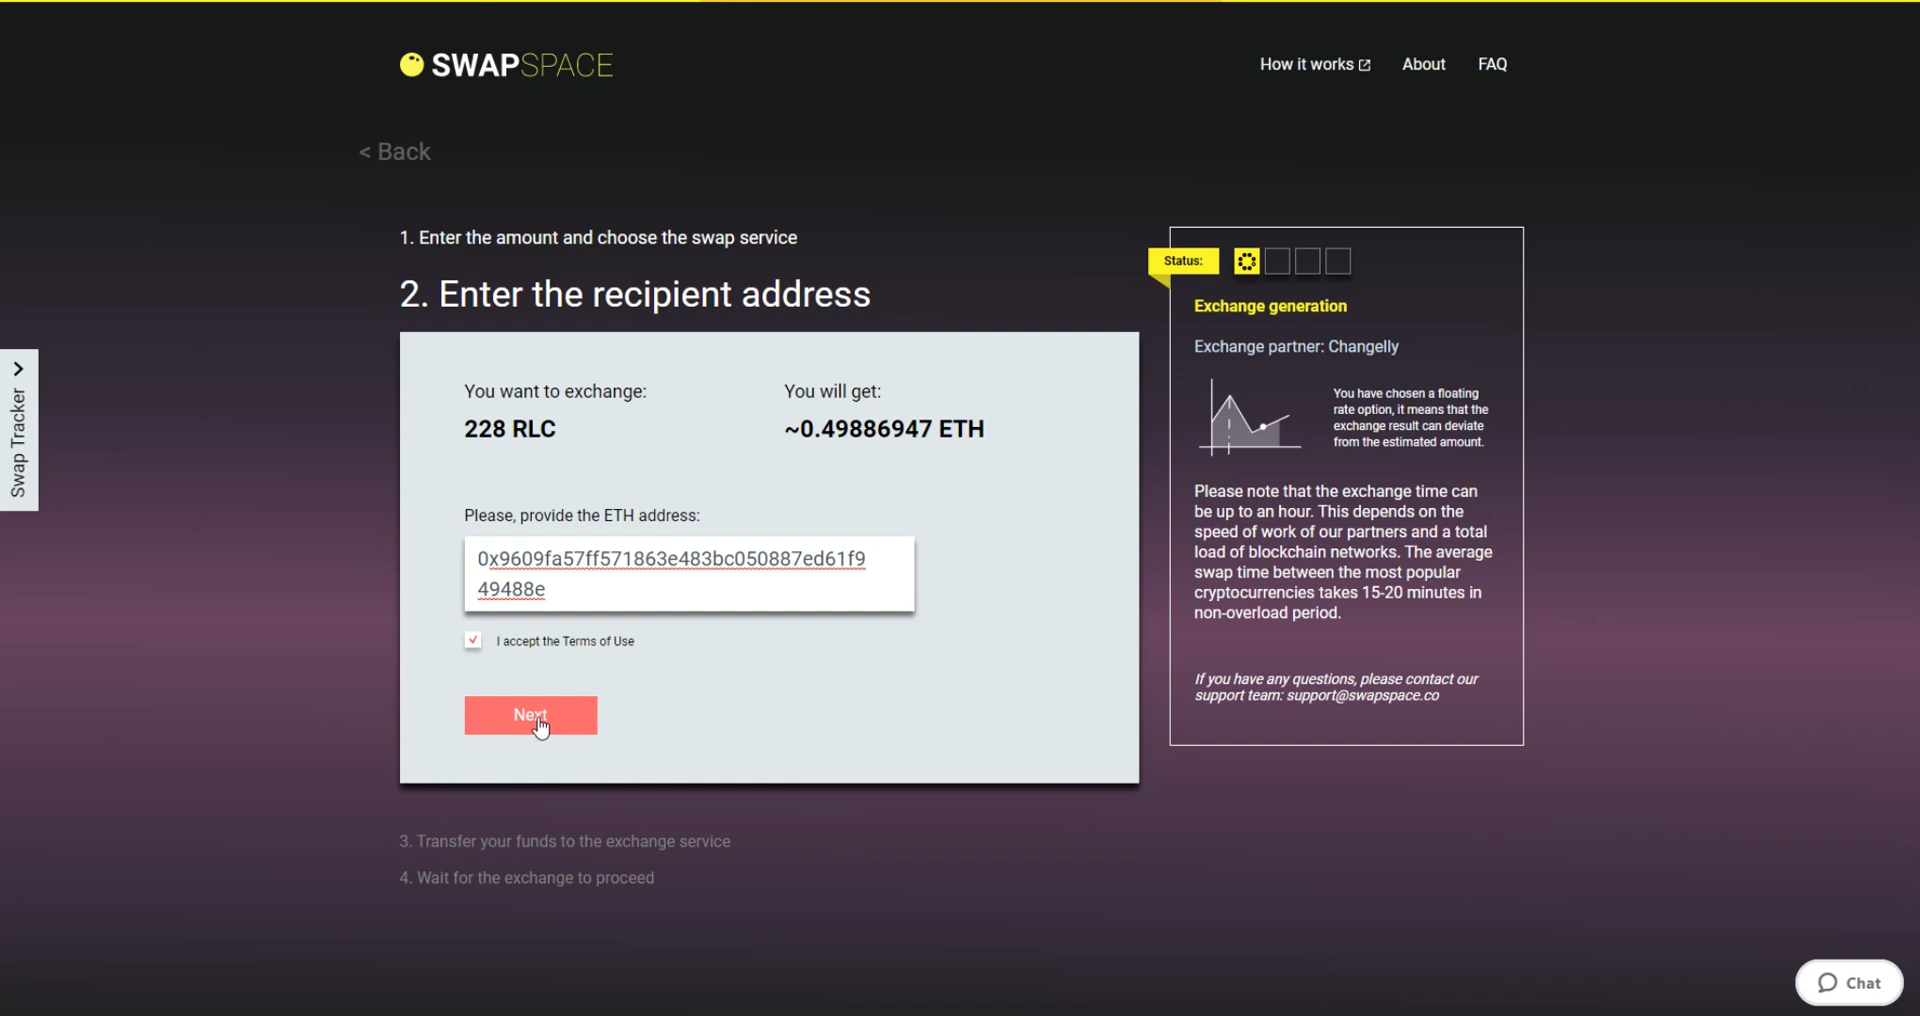 SWAPSPACE
How it works
About
FAQ
< Back
1. Enter the amount and choose the swap service
2. Enter the recipient address
You want to exchange:
228 RLC
You will get:
~0.49886947 ETH
Please, provide the ETH address:
0x9609fa57ff571863e483bc050887ed61f9
49488e
I accept the Terms of Use
Next
3. Transfer your funds to the exchange service
4. Wait for the exchange to proceed
Status:
Exchange generation
Exchange partner: Changelly
You have chosen a floating
rate option, it means that the
exchange result can deviate
from the estimated amount.
Please note that the exchange time can
be up to an hour. This depends on the
speed of work of our partners and a total
load of blockchain networks. The average
swap time between the most popular
cryptocurrencies takes 15-20 minutes in
non-overload period.
If you have any questions, please contact our
support team: support@swapspace.co
Swap Tracker
Chat